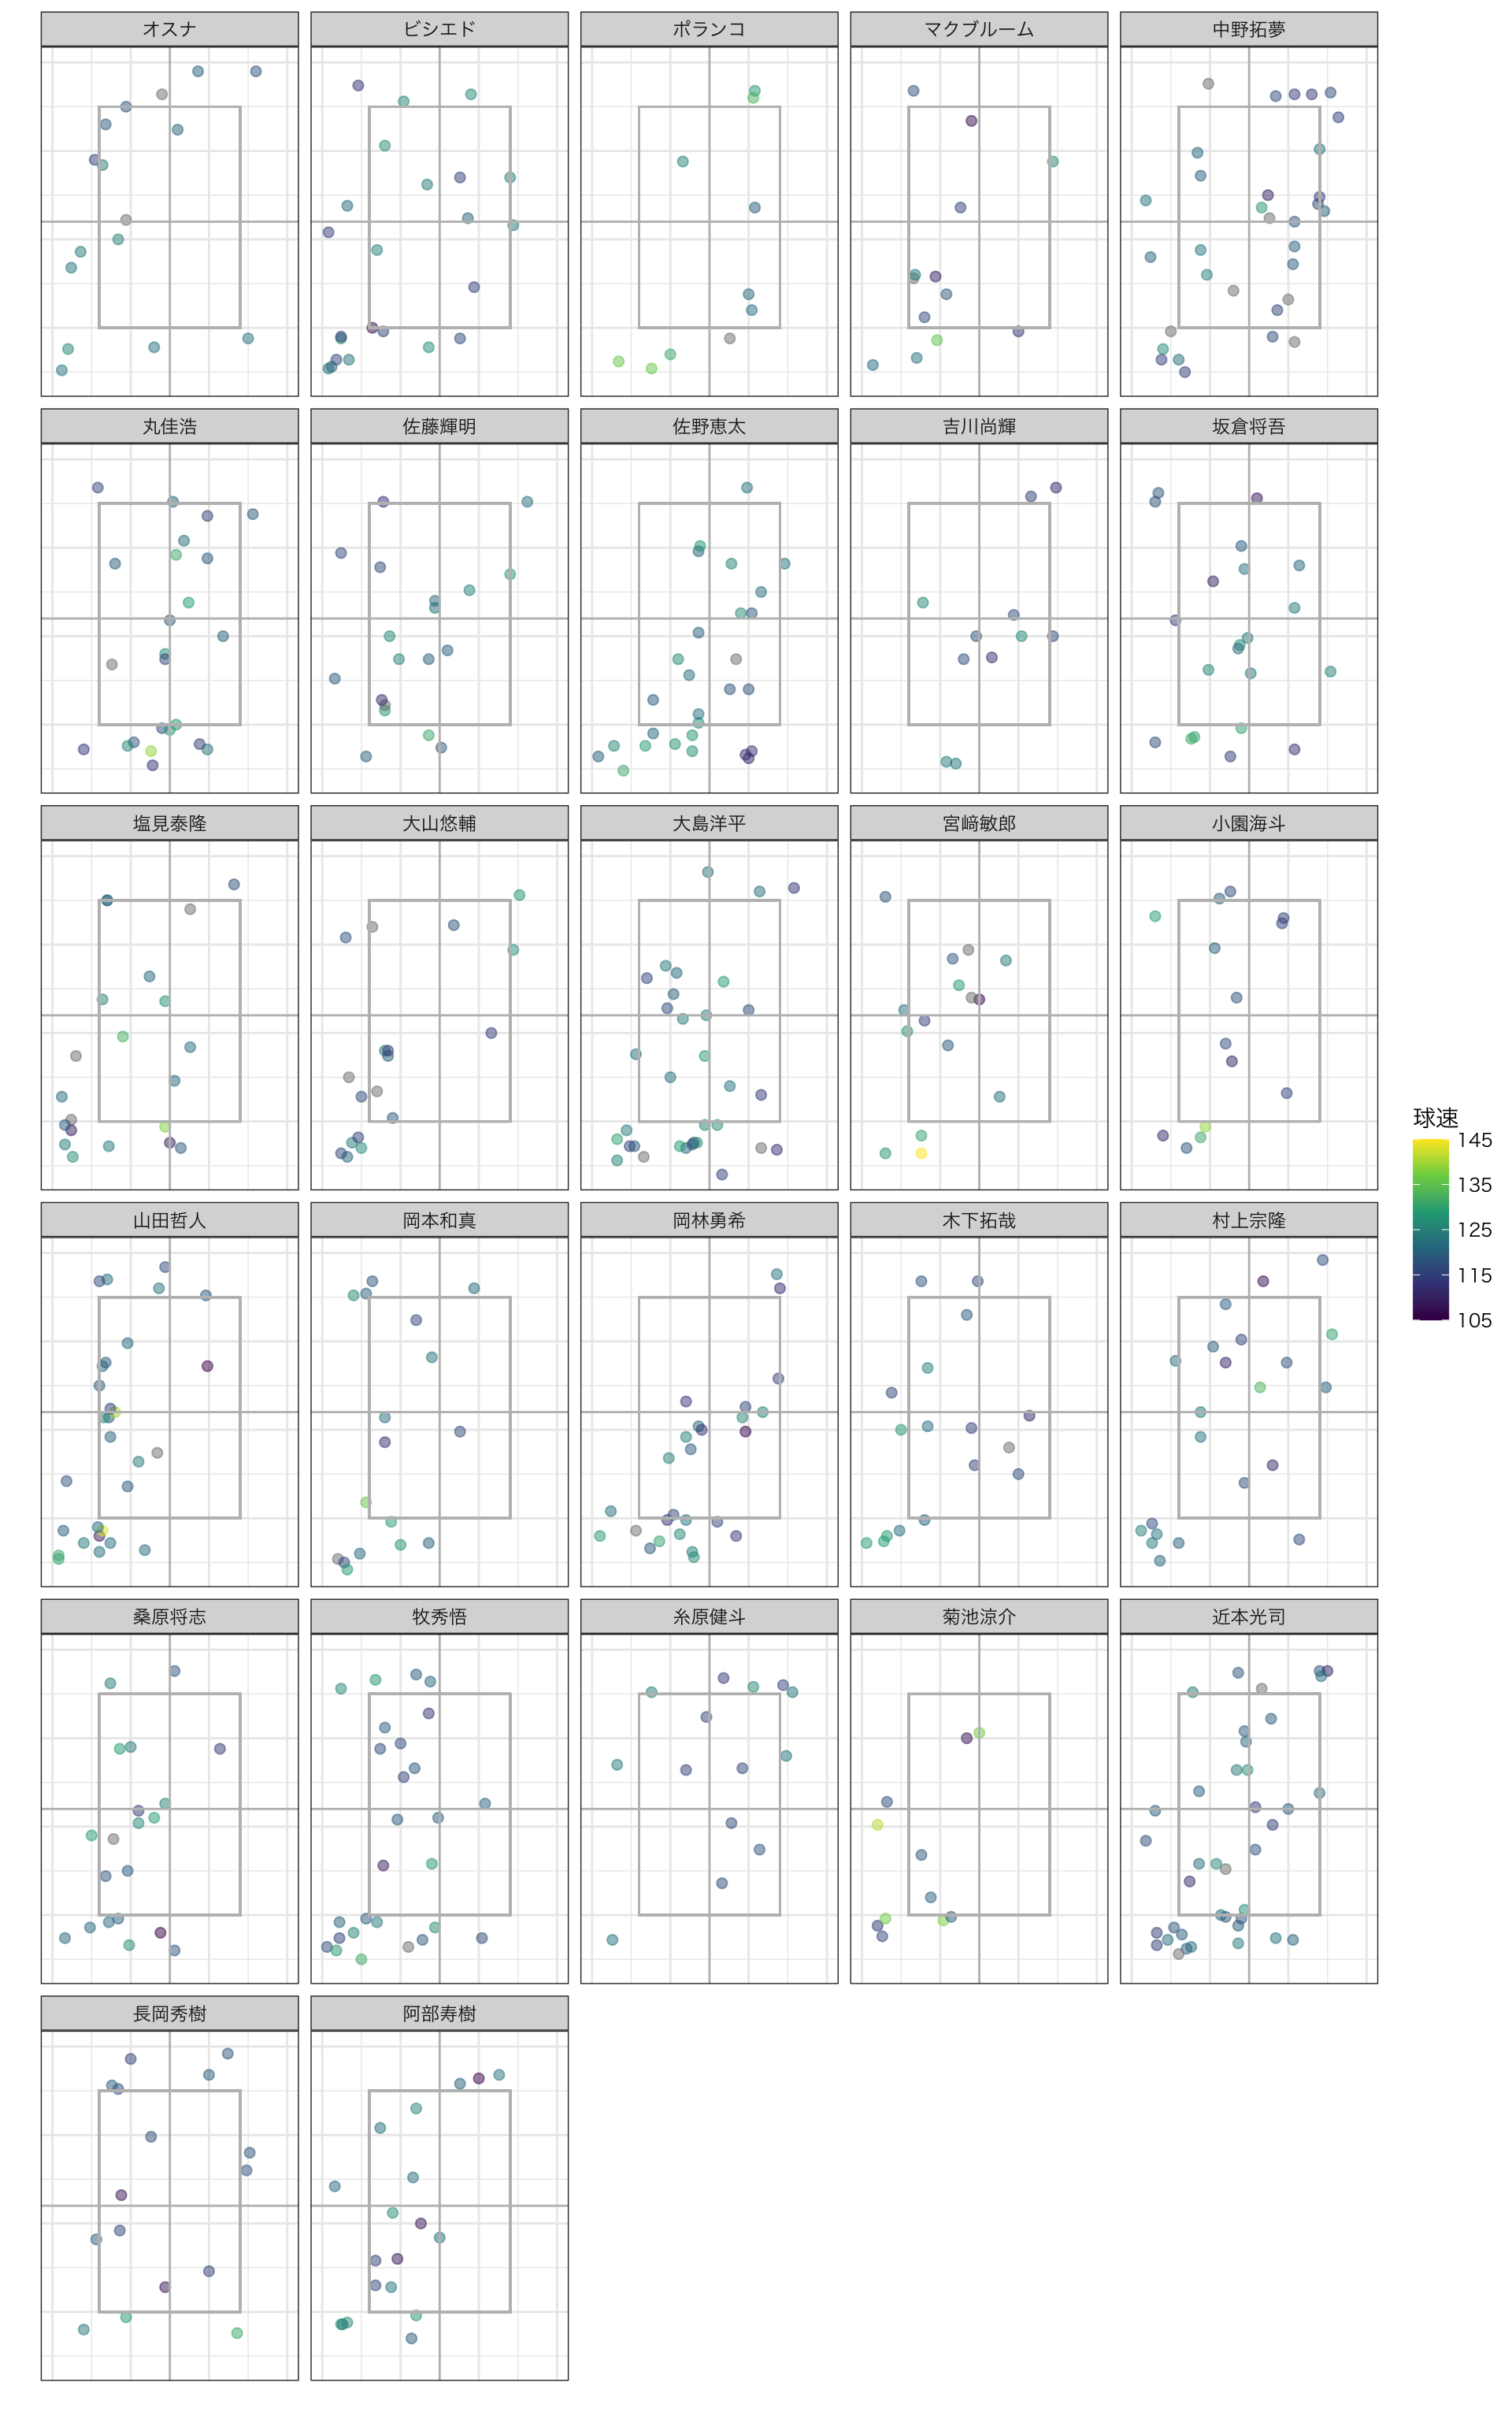 オスナ
ビシエド
ポランコ
マクブルーム
中野拓夢
丸佳浩
佐藤輝明
佐野恵太
吉川尚輝
坂倉将吾
塩見泰隆
大山悠輔
大島洋平
宮﨑敏郎
小園海斗
山田哲人
岡本和真
岡林勇希
木下拓哉
村上宗隆
桑原将志
牧秀悟
糸原健斗
菊池涼介
近本光司
長岡秀樹
阿部寿樹
球速
145
135
125
115
105